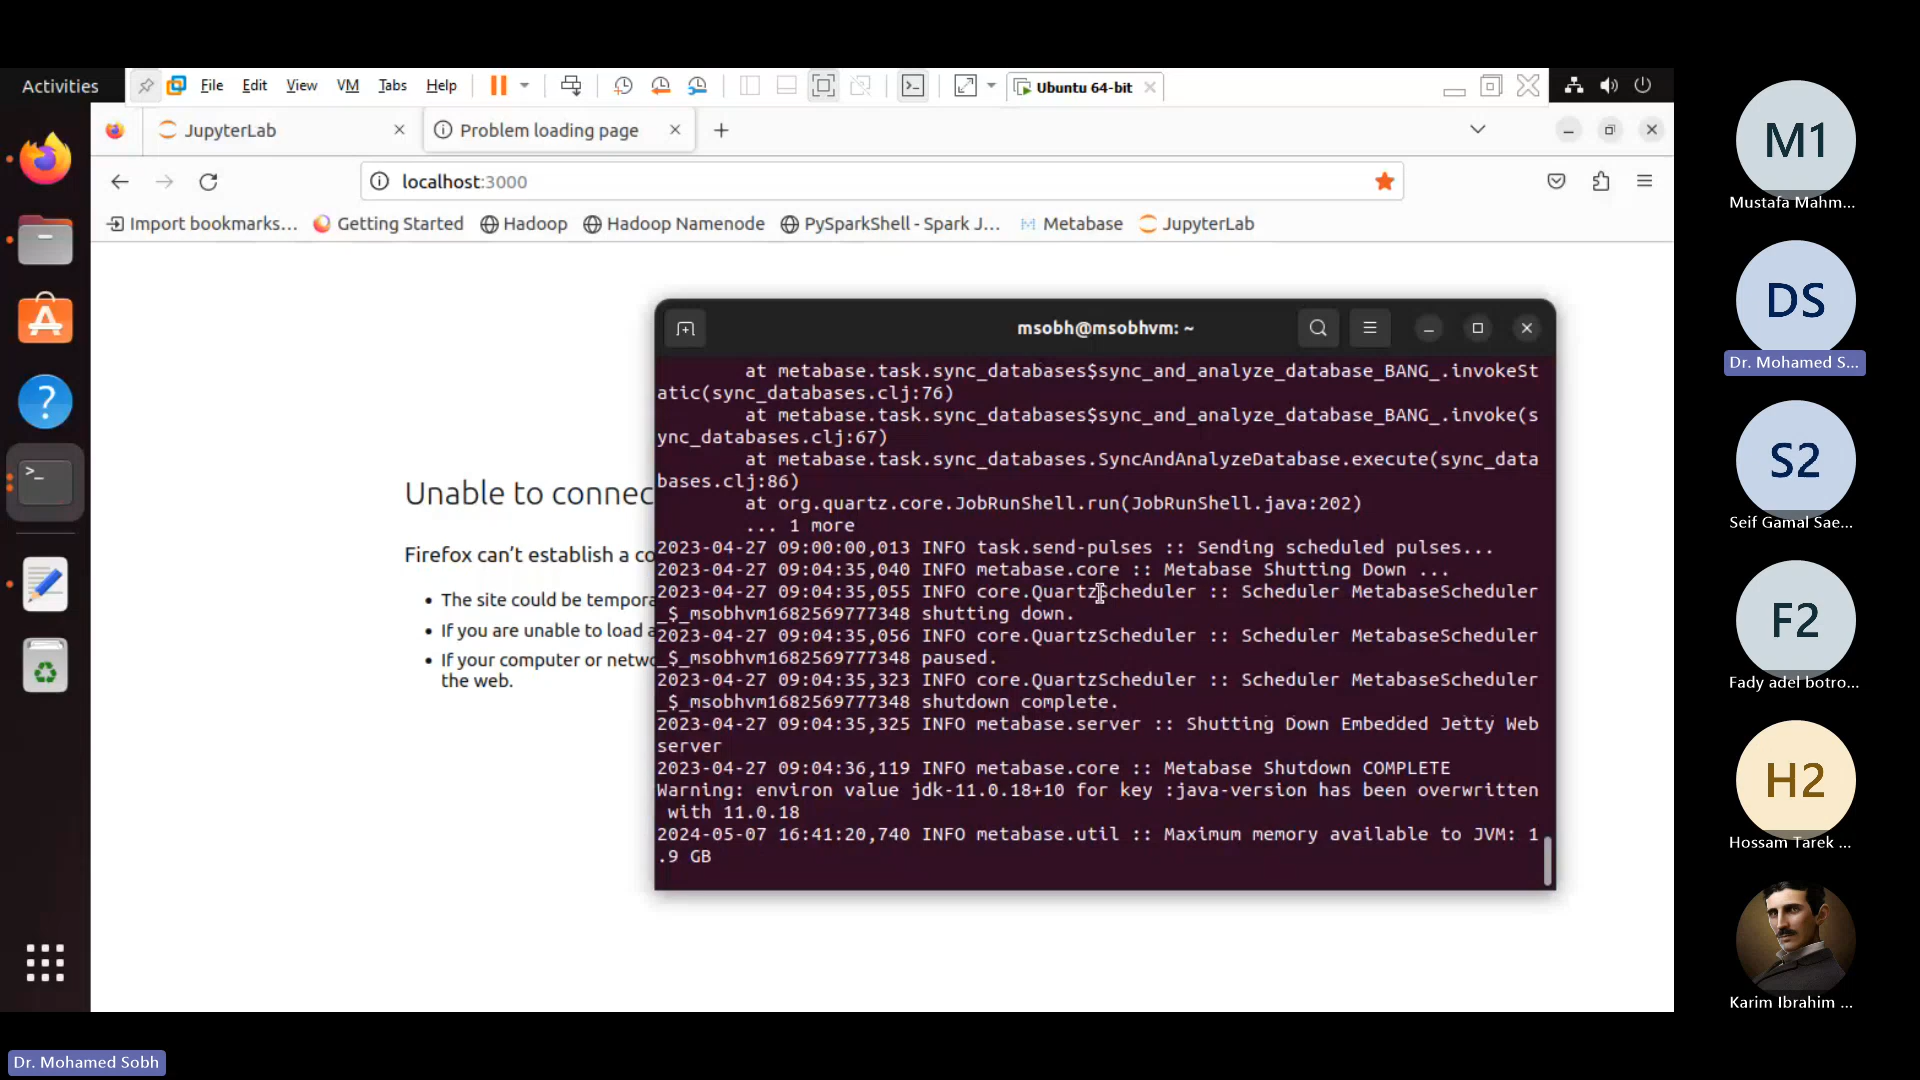 Activities
File Edit View VM Tabs Help
Ubuntu 64-bit
JupyterLab
Problem loading page
localhost:3000
Import bookmarks... Getting Started Hadoop Hadoop Namenode PySparkShell - Spark J... Metabase JupyterLab
Unable to connec
Firefox can’t establish a co
• The site could be tempora
• If you are unable to load a
• If your computer or netwo
the web.
msobh@msobhvm: ~
at metabase.task.sync_databases$sync_and_analyze_database_BANG_.invokeSt
atic(sync_databases.clj:76)
at metabase.task.sync_databases$sync_and_analyze_database_BANG_.invoke(s
ync_databases.clj:67)
at metabase.task.sync_databases.SyncAndAnalyzeDatabase.execute(sync_data
bases.clj:86)
at org.quartz.core.JobRunShell.run(JobRunShell.java:202)
... 1 more
2023-04-27 09:00:00,013 INFO task.send-pulses :: Sending scheduled pulses...
2023-04-27 09:04:35,040 INFO metabase.core :: Metabase Shutting Down ...
2023-04-27 09:04:35,055 INFO core.QuartzScheduler :: Scheduler MetabaseScheduler
_$_msobhvm1682569777348 shutting down.
2023-04-27 09:04:35,056 INFO core.QuartzScheduler :: Scheduler MetabaseScheduler
_$_msobhvm1682569777348 paused.
2023-04-27 09:04:35,323 INFO core.QuartzScheduler :: Scheduler MetabaseScheduler
_$_msobhvm1682569777348 shutdown complete.
2023-04-27 09:04:35,325 INFO metabase.server :: Shutting Down Embedded Jetty Web
server
2023-04-27 09:04:36,119 INFO metabase.core :: Metabase Shutdown COMPLETE
Warning: environ value jdk-11.0.18+10 for key :java-version has been overwritten
with 11.0.18
2024-05-07 16:41:20,740 INFO metabase.util :: Maximum memory available to JVM: 1
.9 GB
M1
Mustafa Mahm...
DS
Dr. Mohamed S...
S2
Seif Gamal Sae...
F2
Fady adel botro...
H2
Hossam Tarek ...
Karim Ibrahim ...
Dr. Mohamed Sobh